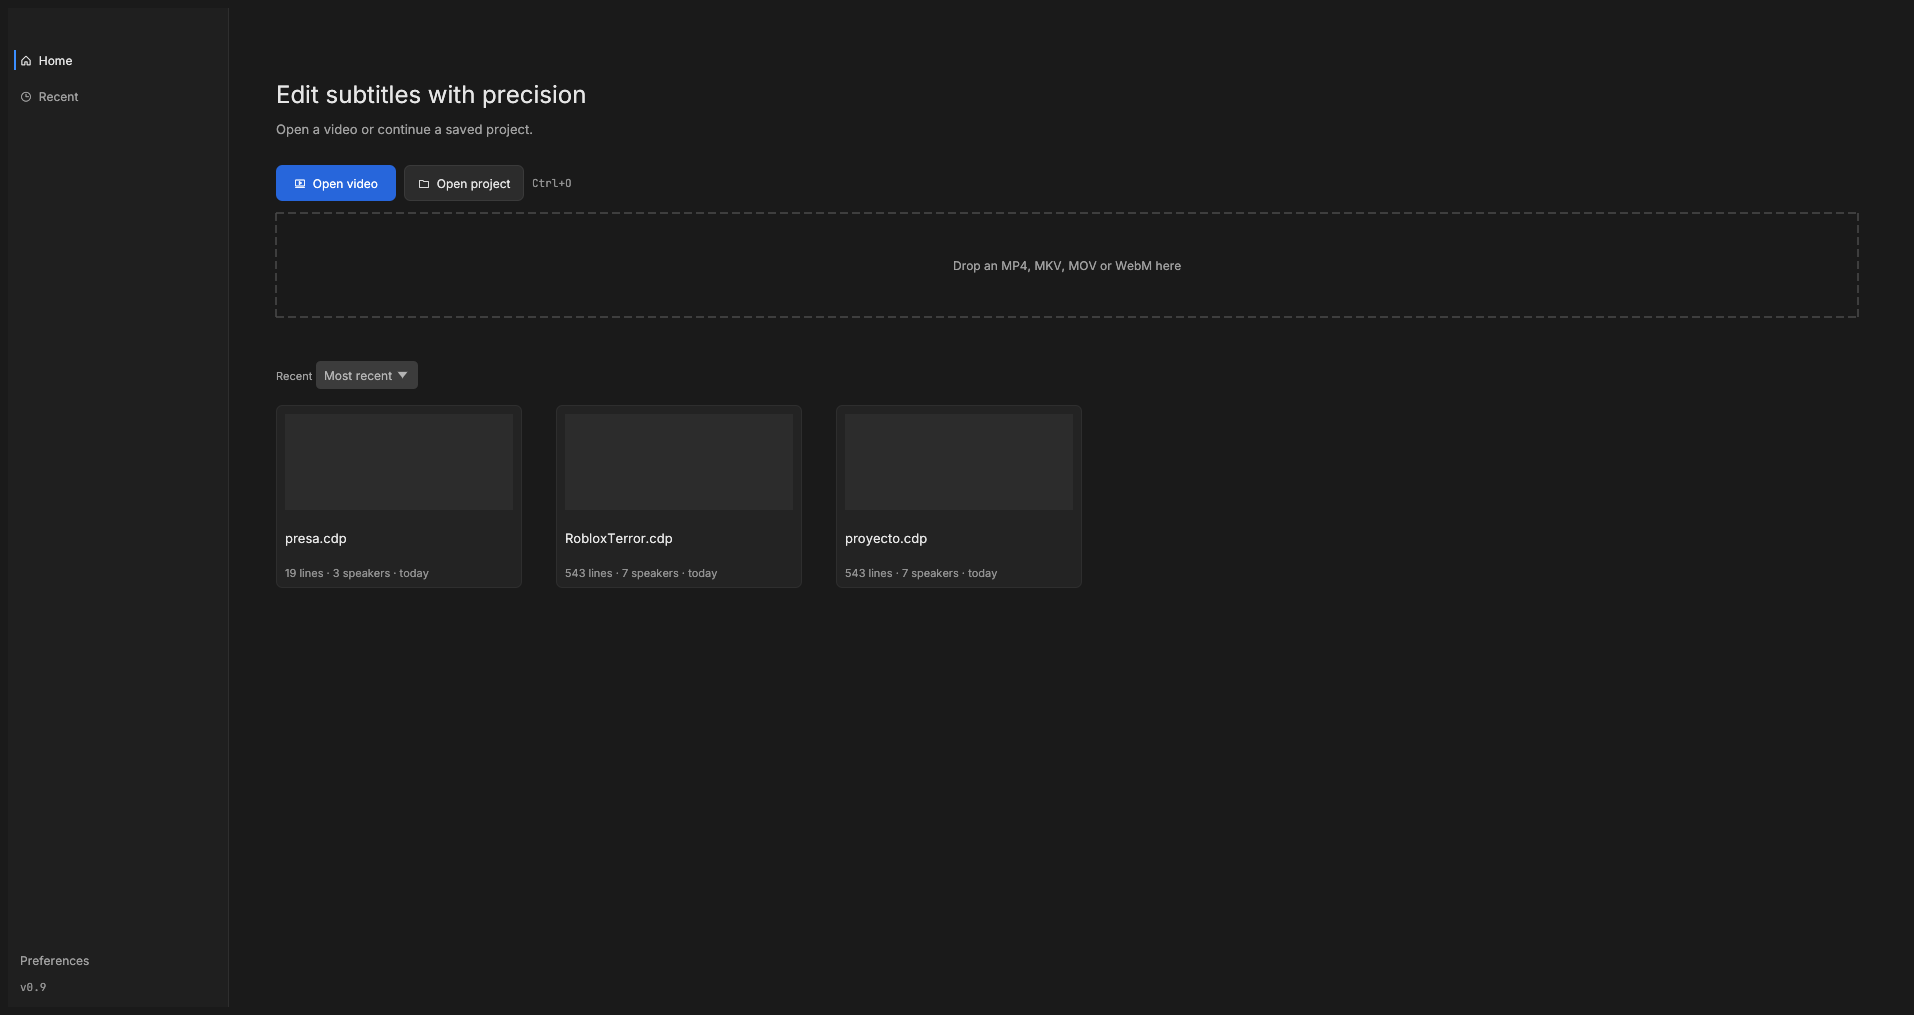 Home
Recent
Edit subtitles with precision
Open a video or continue a saved project.
Open video
Open project
Ctrl+O
Drop an MP4, MKV, MOV or WebM here
Recent
Most recent
presa.cdp
19 lines · 3 speakers · today
RobloxTerror.cdp
543 lines · 7 speakers · today
proyecto.cdp
543 lines · 7 speakers · today
Preferences
v0.9